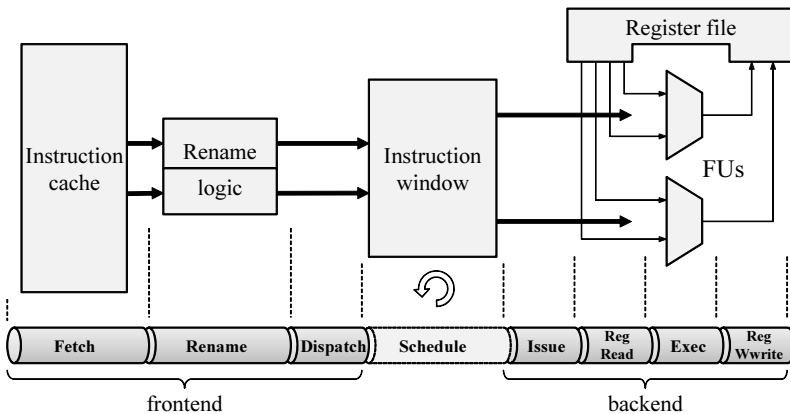 Register file
Instruction
cache
Rename
logic
Instruction
window
FUs
Fetch
Rename
Dispatch
Schedule
Issue
Reg
Read
Exec
Reg
Wwrite
frontend
backend